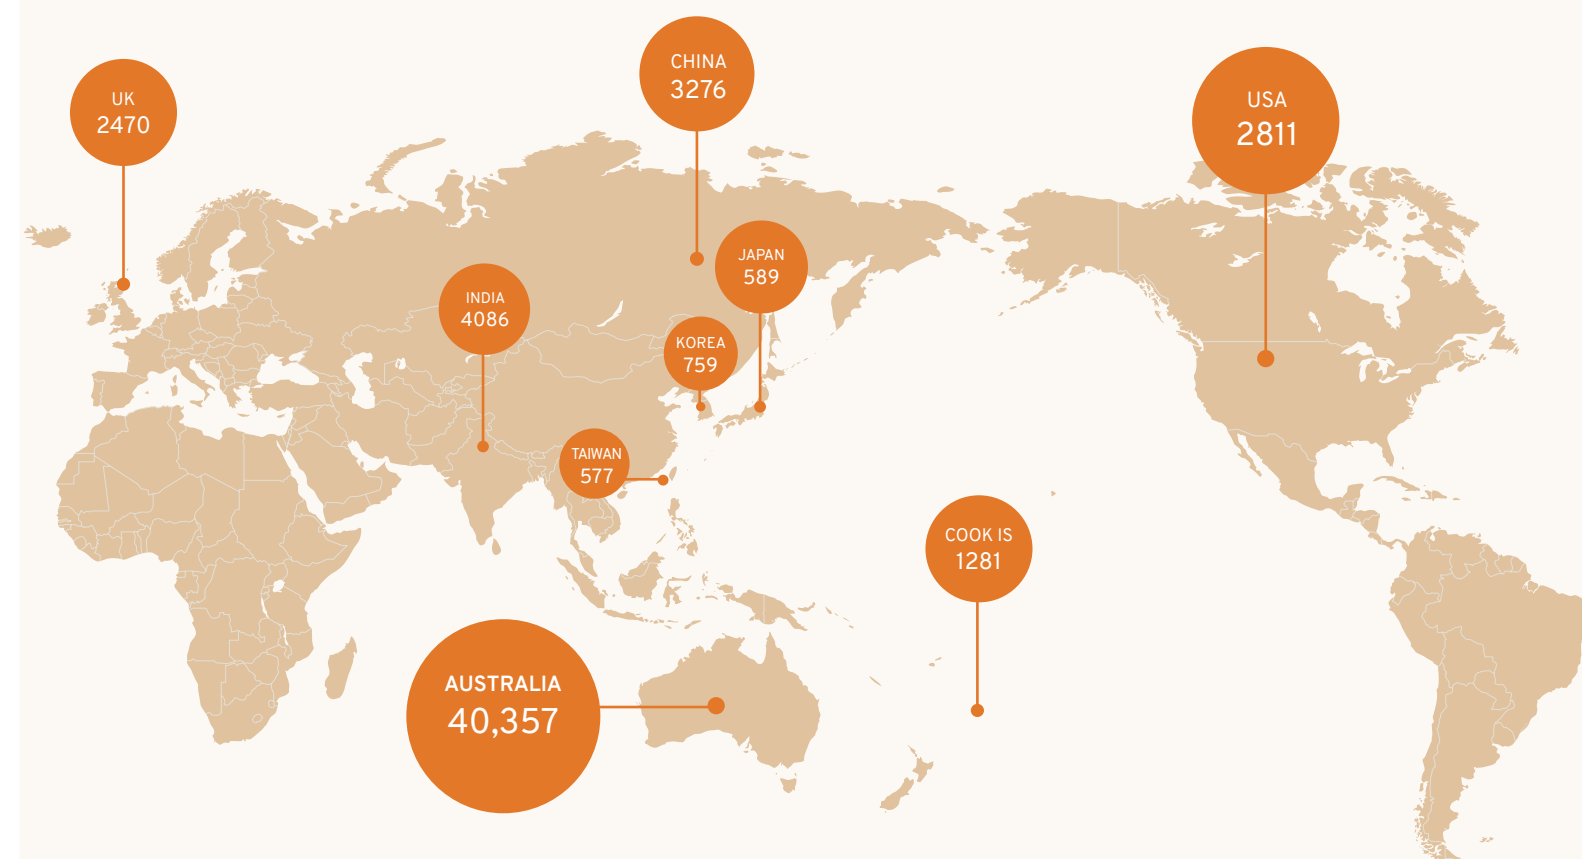 UK
2470
CHINA
3276
USA
2811
JAPAN
589
INDIA
4086
KOREA
759
TAIWAN
577
COOK IS
1281
AUSTRALIA
40,357